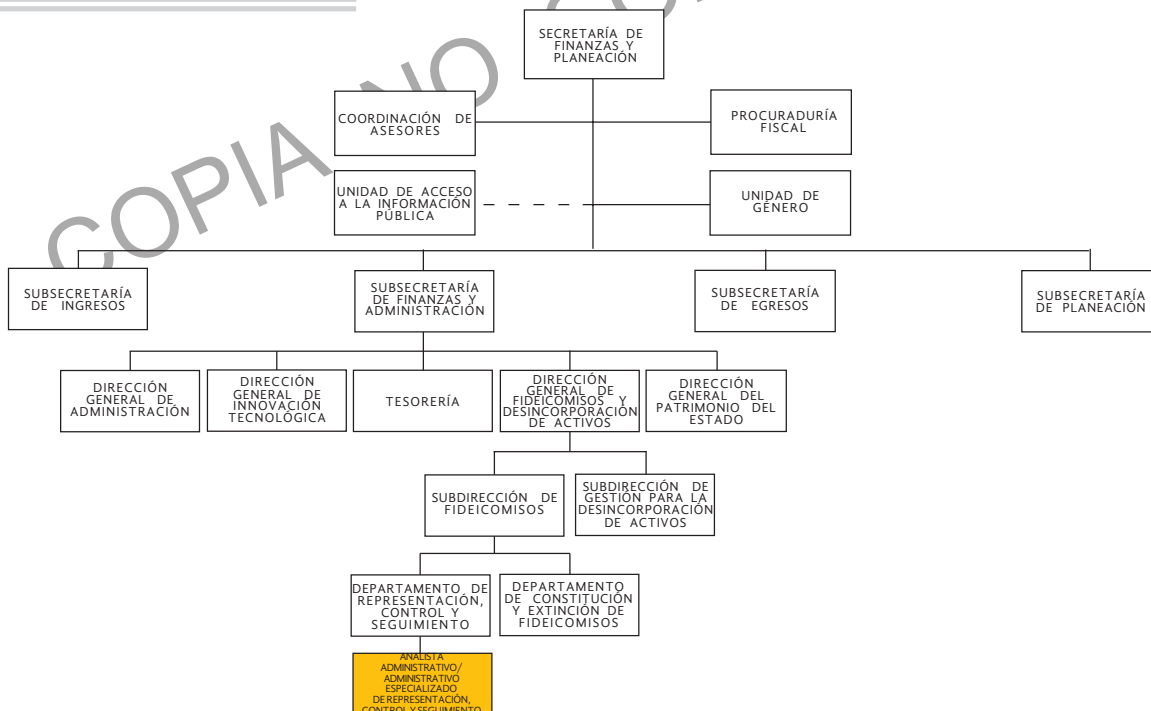 COPIA NO CO
SECRETARÍA DE
FINANZAS Y
PLANEACIÓN
COORDINACIÓN DE
ASESORES
PROCURADURÍA
FISCAL
UNIDAD DE ACCESO
A LA INFORMACIÓN
PÚBLICA
UNIDAD DE
GÉNERO
SUBSECRETARÍA
DE INGRESOS
SUBSECRETARÍA
DE FINANZAS Y
ADMINISTRACIÓN
SUBSECRETARÍA
DE EGRESOS
SUBSECRETARÍA
DE PLANEACIÓN
DIRECCIÓN
GENERAL DE
ADMINISTRACIÓN
DIRECCIÓN
GENERAL DE
INNOVACIÓN
TECNOLÓGICA
TESORERÍA
DIRECCIÓN
GENERAL DE
FIDEICOMISOS Y
DESINCORPORACIÓN
DE ACTIVOS
DIRECCIÓN
GENERAL DEL
PATRIMONIO DEL
ESTADO
SUBDIRECCIÓN DE
FIDEICOMISOS
SUBDIRECCIÓN DE
GESTIÓN PARA LA
DESINCORPORACIÓN
DE ACTIVOS
DEPARTAMENTO DE
REPRESENTACIÓN,
CONTROL Y
SEGUIMIENTO
DEPARTAMENTO
DE CONSTITUCIÓN
Y EXTINCIÓN DE
FIDEICOMISOS
ANALISTA
ADMINISTRATIVO/
ADMINISTRATIVO
ESPECIALIZADO
DE REPRESENTACIÓN,
CONTROL Y SEGUIMIENTO